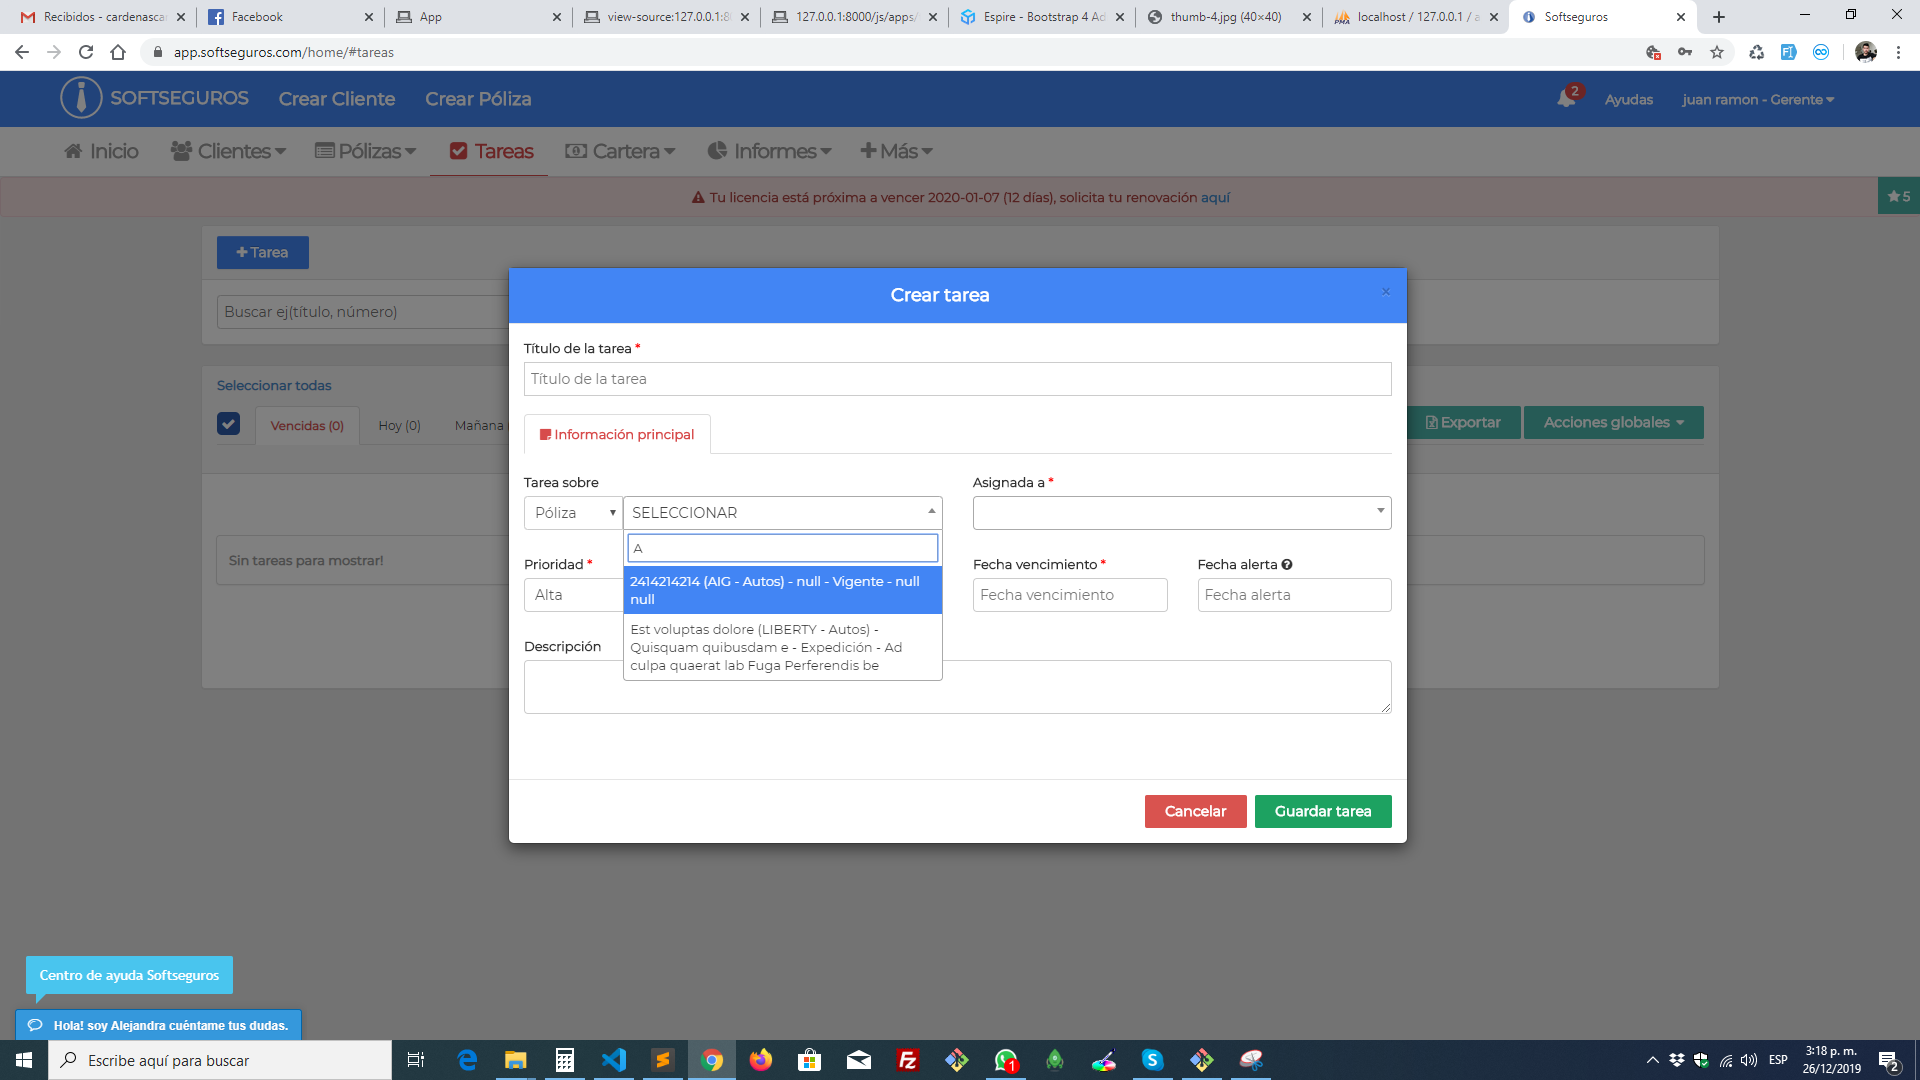 Recibidos - cardenasca
Facebook
App
view-source:127.0.0.1:8
127.0.0.1:8000/js/apps/
Espire - Bootstrap 4 Ad
thumb-4.jpg (40×40)
localhost / 127.0.0.1 / a
Softseguros
app.softseguros.com/home/#tareas
SOFTSEGUROS
Crear Cliente
Crear Póliza
2
Ayudas
juan ramon - Gerente
Inicio
Clientes
Pólizas
Tareas
Cartera
Informes
Más
Tu licencia está próxima a vencer 2020-01-07 (12 días), solicita tu renovación aquí
5
Tarea
Buscar ej(título, número)
Seleccionar todas
Vencidas (0)
Hoy (0)
Mañana
Exportar
Acciones globales
Sin tareas para mostrar!
Crear tarea
×
Título de la tarea *
Título de la tarea
Información principal
Tarea sobre
Asignada a *
Póliza
SELECCIONAR
A
2414214214 (AIG - Autos) - null - Vigente - null
null
Est voluptas dolore (LIBERTY - Autos) -
Quisquam quibusdam e - Expedición - Ad
culpa quaerat lab Fuga Perferendis be
Prioridad *
Fecha vencimiento *
Fecha alerta
Alta
Fecha vencimiento
Fecha alerta
Descripción
Cancelar
Guardar tarea
Centro de ayuda Softseguros
Hola! soy Alejandra cuéntame tus dudas.
Escribe aquí para buscar
1
ESP
3:18 p. m.
26/12/2019
2